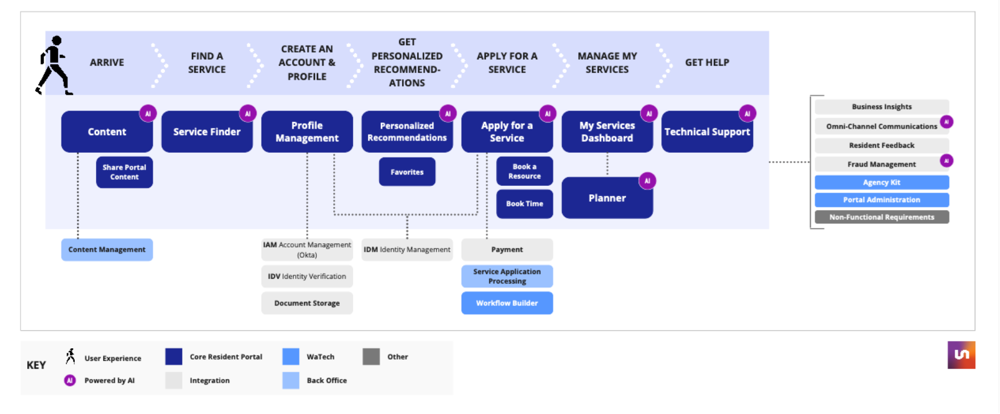 ARRIVE
FIND A
SERVICE
CREATE AN
ACCOUNT &
PROFILE
GET
PERSONALIZED
RECOMMEND-
ATIONS
APPLY FOR A
SERVICE
MANAGE MY
SERVICES
GET HELP
AI
Content
Share Portal
Content
AI
Service Finder
Profile
Management
AI
Personalized
Recommendations
Favorites
AI
Apply for a
Service
Book a
Resource
Book Time
AI
My Services
Dashboard
AI
Planner
AI
Technical Support
Content Management
IAM Account Management
(Okta)
IDV Identity Verification
Document Storage
IDM Identity Management
Payment
Service Application
Processing
Workflow Builder
Business Insights
Omni-Channel Communications AI
Resident Feedback
Fraud Management AI
Agency Kit
Portal Administration
Non-Functional Requirements
KEY
User Experience
AI Powered by AI
Core Resident Portal
Integration
WaTech
Back Office
Other
un